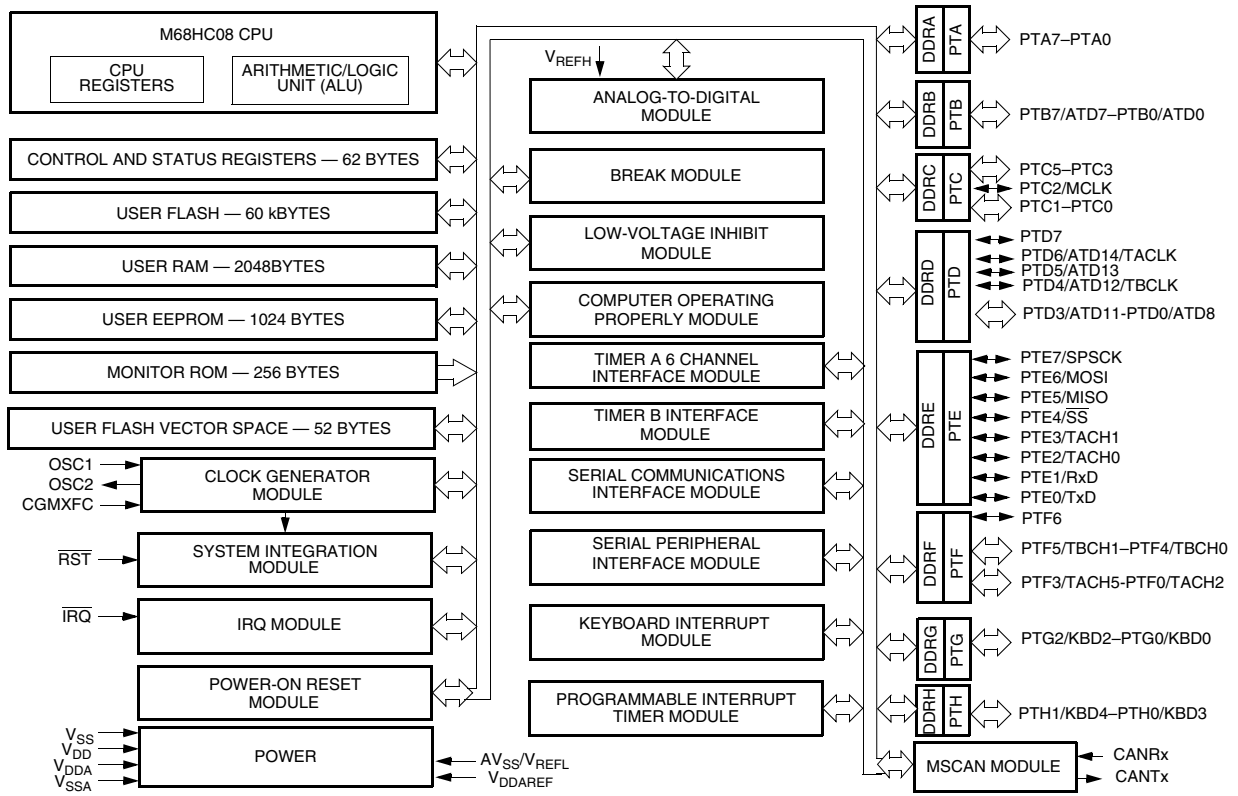 M68HC08 CPU
CPU
REGISTERS
ARITHMETIC/LOGIC
UNIT (ALU)
CONTROL AND STATUS REGISTERS — 62 BYTES
USER FLASH — 60 kBYTES
USER RAM — 2048BYTES
USER EEPROM — 1024 BYTES
MONITOR ROM — 256 BYTES
USER FLASH VECTOR SPACE — 52 BYTES
OSC1
OSC2
CGMXFC
CLOCK GENERATOR
MODULE
RST
SYSTEM INTEGRATION
MODULE
IRQ
IRQ MODULE
POWER-ON RESET
MODULE
VSS
VDD
VDDA
VSSA
POWER
AVSS/VREFL
VDDAREF
VREFH
ANALOG-TO-DIGITAL
MODULE
BREAK MODULE
LOW-VOLTAGE INHIBIT
MODULE
COMPUTER OPERATING
PROPERLY MODULE
TIMER A 6 CHANNEL
INTERFACE MODULE
TIMER B INTERFACE
MODULE
SERIAL COMMUNICATIONS
INTERFACE MODULE
SERIAL PERIPHERAL
INTERFACE MODULE
KEYBOARD INTERRUPT
MODULE
PROGRAMMABLE INTERRUPT
TIMER MODULE
DDRA
PTA
PTA7–PTA0
DDRB
PTB
PTB7/ATD7–PTB0/ATD0
DDRC
PTC
PTC5–PTC3
PTC2/MCLK
PTC1–PTC0
DDRD
PTD
PTD7
PTD6/ATD14/TACLK
PTD5/ATD13
PTD4/ATD12/TBCLK
PTD3/ATD11-PTD0/ATD8
DDRE
PTE
PTE7/SPSCK
PTE6/MOSI
PTE5/MISO
PTE4/SS
PTE3/TACH1
PTE2/TACH0
PTE1/RxD
PTE0/TxD
DDRF
PTF
PTF6
PTF5/TBCH1–PTF4/TBCH0
PTF3/TACH5-PTF0/TACH2
DDRG
PTG
PTG2/KBD2–PTG0/KBD0
DDRH
PTH
PTH1/KBD4–PTH0/KBD3
MSCAN MODULE
CANRx
CANTx